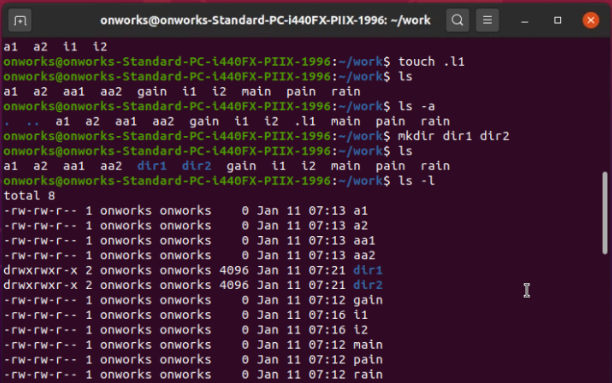 onworks@onworks-Standard-PC-i440FX-PIIX-1996: ~/work
a1  a2  i1  i2
onworks@onworks-Standard-PC-i440FX-PIIX-1996:~/work$ touch .l1
onworks@onworks-Standard-PC-i440FX-PIIX-1996:~/work$ ls
a1  a2  aa1  aa2  gain  i1  i2  main  pain  rain
onworks@onworks-Standard-PC-i440FX-PIIX-1996:~/work$ ls -a
.  ..  a1  a2  aa1  aa2  gain  i1  i2  .l1  main  pain  rain
onworks@onworks-Standard-PC-i440FX-PIIX-1996:~/work$ mkdir dir1 dir2
onworks@onworks-Standard-PC-i440FX-PIIX-1996:~/work$ ls
a1  a2  aa1  aa2  dir1  dir2  gain  i1  i2  main  pain  rain
onworks@onworks-Standard-PC-i440FX-PIIX-1996:~/work$ ls -l
total 8
-rw-rw-r-- 1 onworks onworks    0 Jan 11 07:13 a1
-rw-rw-r-- 1 onworks onworks    0 Jan 11 07:13 a2
-rw-rw-r-- 1 onworks onworks    0 Jan 11 07:13 aa1
-rw-rw-r-- 1 onworks onworks    0 Jan 11 07:13 aa2
drwxrwxr-x 2 onworks onworks 4096 Jan 11 07:21 dir1
drwxrwxr-x 2 onworks onworks 4096 Jan 11 07:21 dir2
-rw-rw-r-- 1 onworks onworks    0 Jan 11 07:12 gain
-rw-rw-r-- 1 onworks onworks    0 Jan 11 07:16 i1
-rw-rw-r-- 1 onworks onworks    0 Jan 11 07:16 i2
-rw-rw-r-- 1 onworks onworks    0 Jan 11 07:12 main
-rw-rw-r-- 1 onworks onworks    0 Jan 11 07:12 pain
-rw-rw-r-- 1 onworks onworks    0 Jan 11 07:12 rain